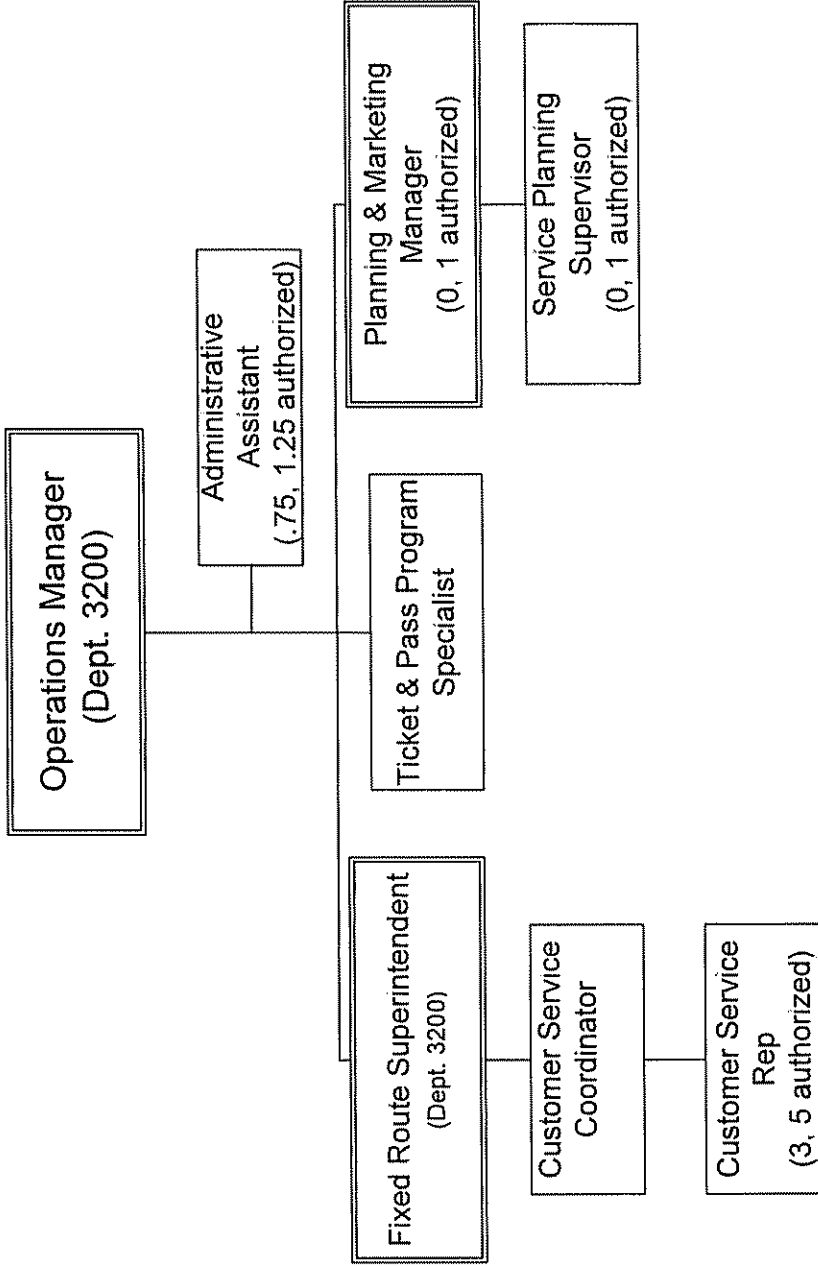 Operations Manager
(Dept. 3200)
Administrative
Assistant
(.75, 1.25 authorized)
Fixed Route Superintendent
(Dept. 3200)
Ticket & Pass Program
Specialist
Planning & Marketing
Manager
(0, 1 authorized)
Customer Service
Coordinator
Service Planning
Supervisor
(0, 1 authorized)
Customer Service
Rep
(3, 5 authorized)